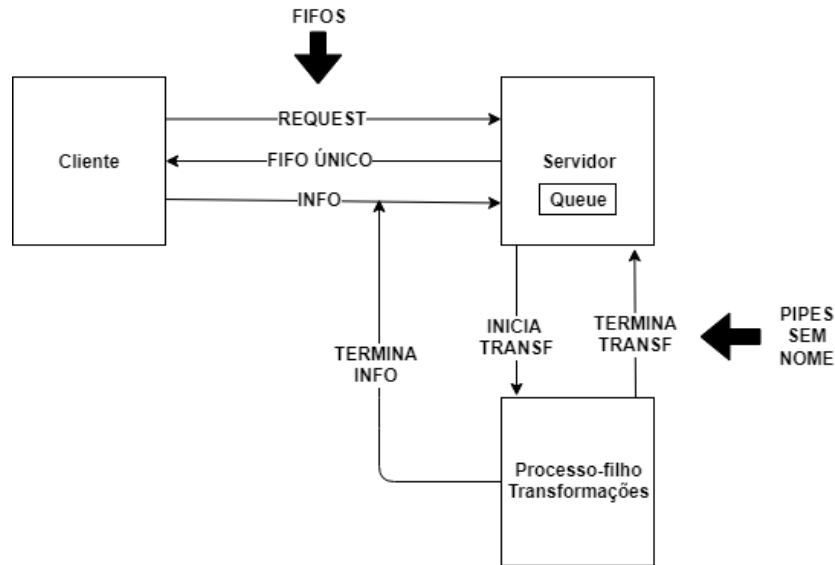 FIFOS
REQUEST
Cliente
FIFO ÚNICO
Servidor
INFO
Queue
INICIA
TRANSF
TERMINA
TRANSF
PIPES
SEM
NOME
TERMINA
INFO
Processo-filho
Transformações